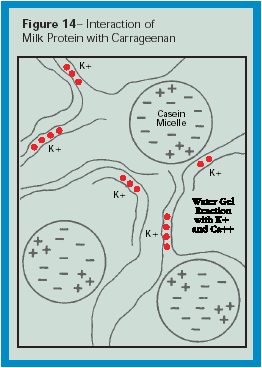 Figure 14– Interaction of
Milk Protein with Carrageenan
K+
Casein
Micelle
K+
K+
K+
Water Gel
Reaction
with K+
and Ca++
K+